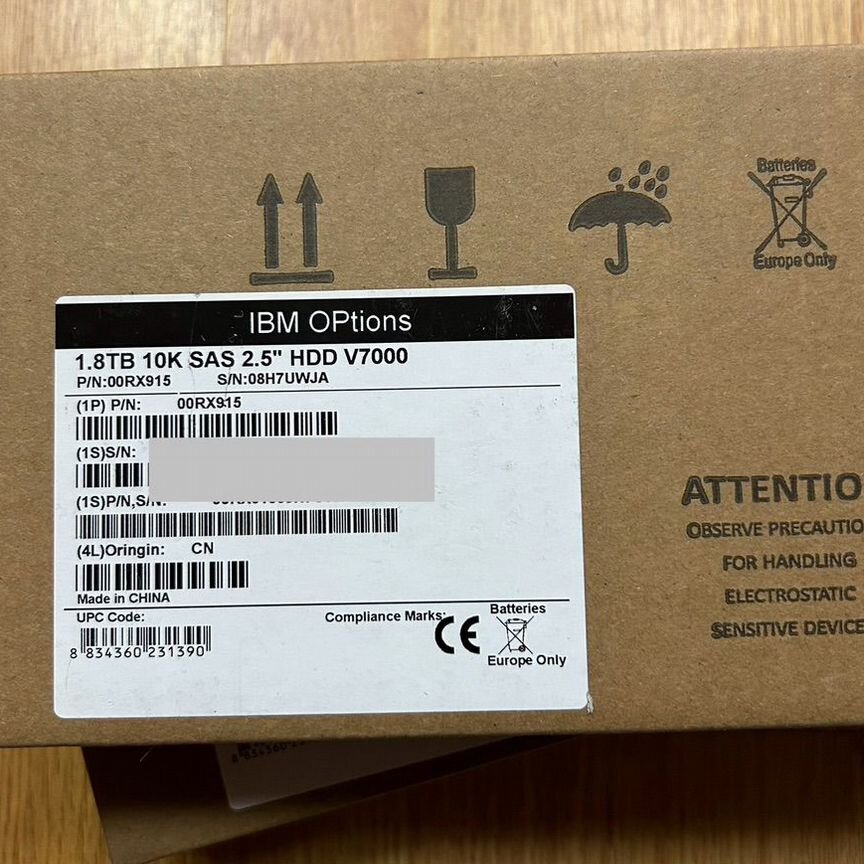 Batteries
Europe Only
IBM OPtions
1.8TB 10K SAS 2.5" HDD V7000
P/N:00RX915 S/N:08H7UWJA
(1P) P/N: 00RX915
(1S)S/N:
(1S)P/N,S/N:
(4L)Oringin: CN
Made in CHINA
UPC Code:
8 834360 231390
Compliance Marks:
CE
Batteries
Europe Only
ATTENTIO
OBSERVE PRECAUTIO
FOR HANDLING
ELECTROSTATIC
SENSITIVE DEVICE